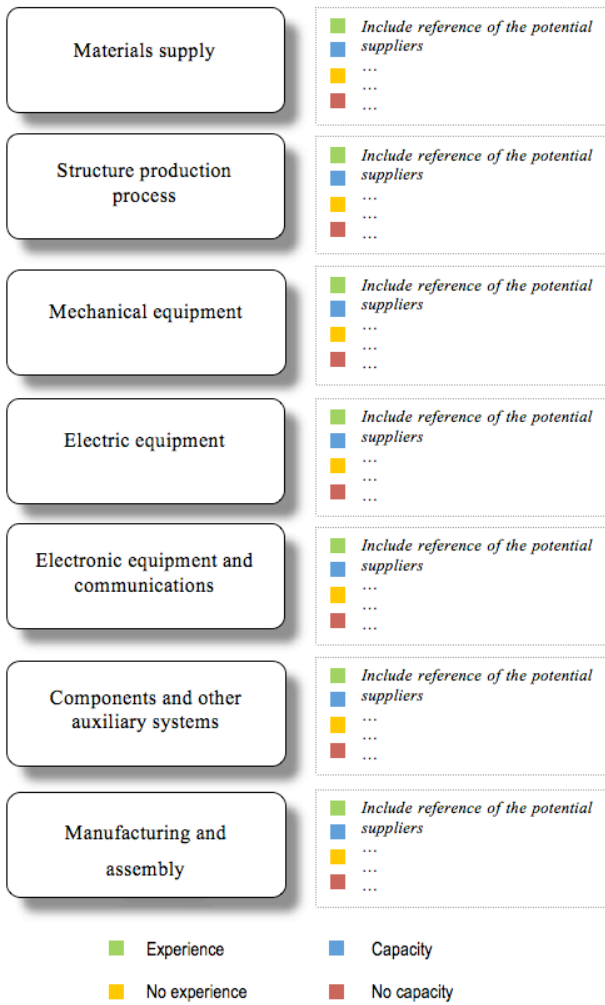 Materials supply
Include reference of the potential
suppliers
…
…
…
Structure production
process
Include reference of the potential
suppliers
…
…
…
Mechanical equipment
Include reference of the potential
suppliers
…
…
…
Electric equipment
Include reference of the potential
suppliers
…
…
…
Electronic equipment and
communications
Include reference of the potential
suppliers
…
…
…
Components and other
auxiliary systems
Include reference of the potential
suppliers
…
…
…
Manufacturing and
assembly
Include reference of the potential
suppliers
…
…
…
Experience
Capacity
No experience
No capacity